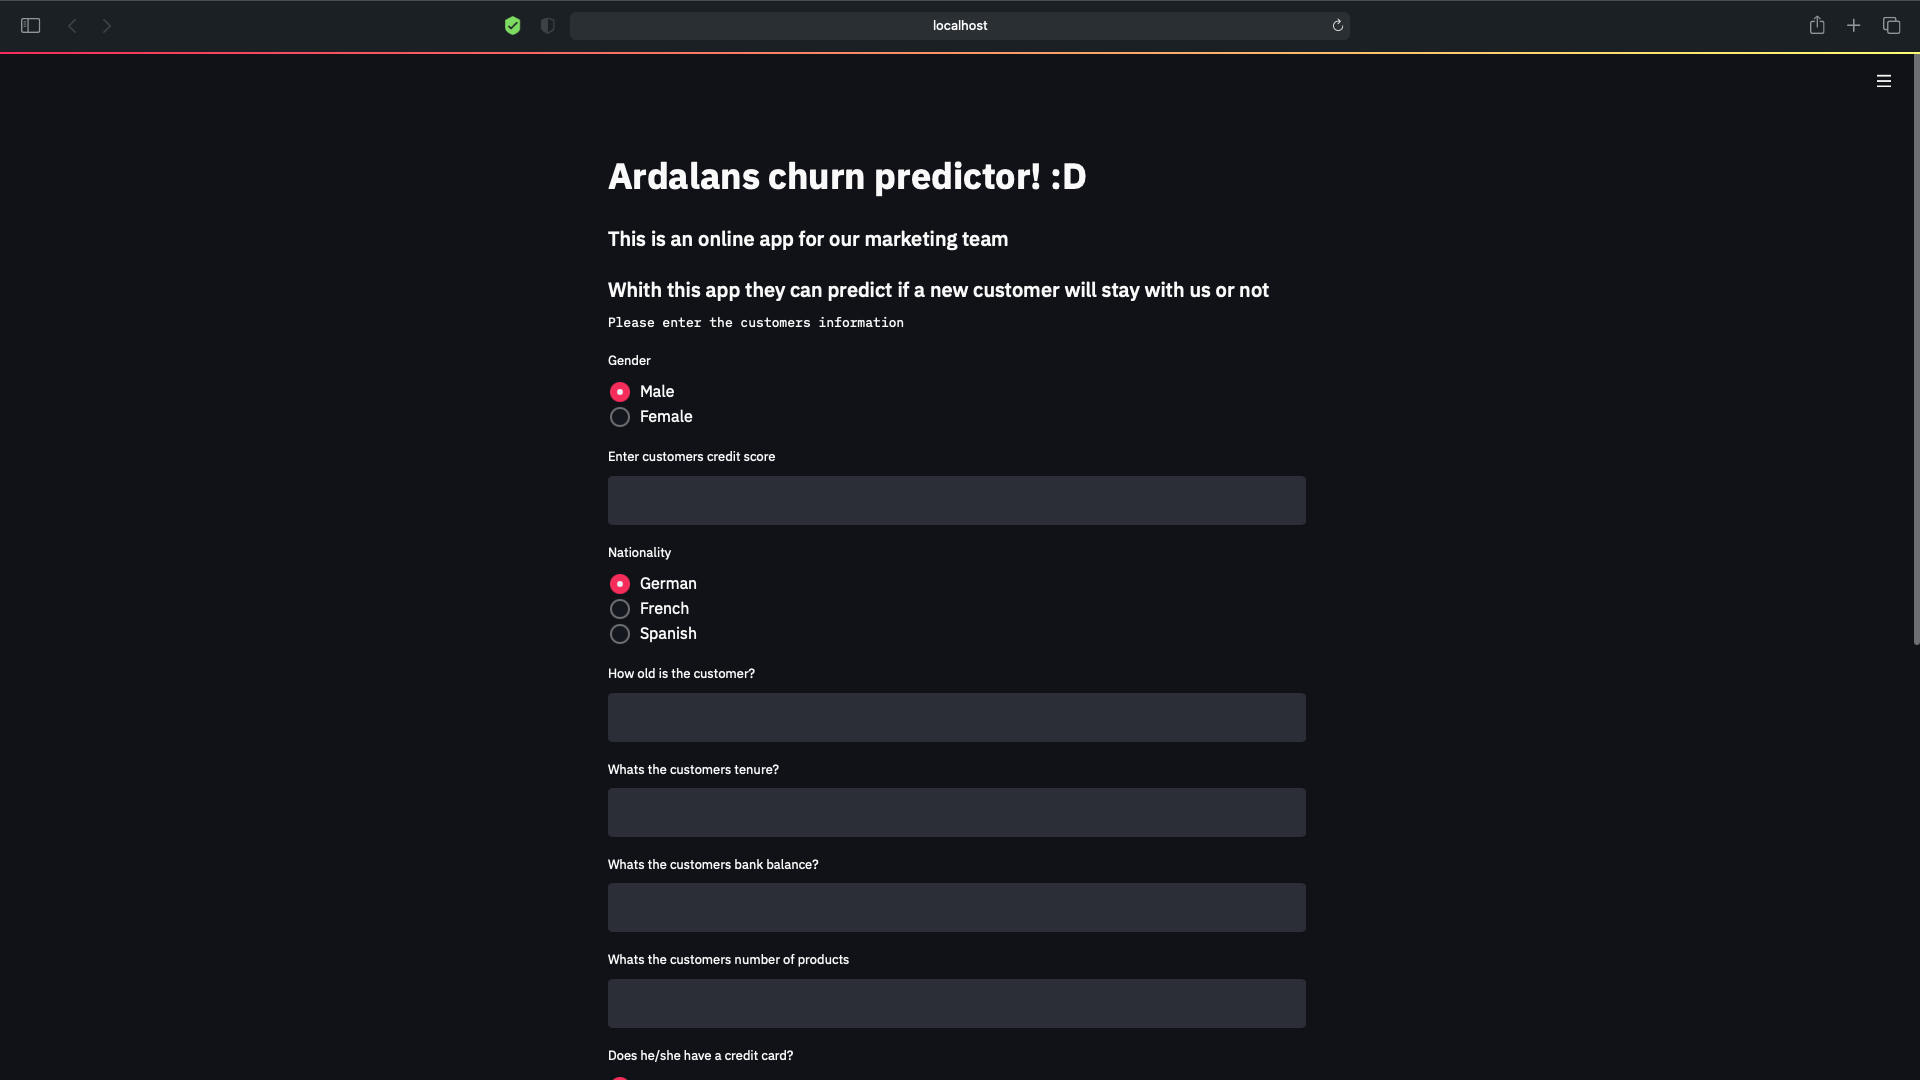 localhost
Ardalans churn predictor! :D
This is an online app for our marketing team
Whith this app they can predict if a new customer will stay with us or not
Please enter the customers information
Gender
Male
Female
Enter customers credit score
Nationality
German
French
Spanish
How old is the customer?
Whats the customers tenure?
Whats the customers bank balance?
Whats the customers number of products
Does he/she have a credit card?